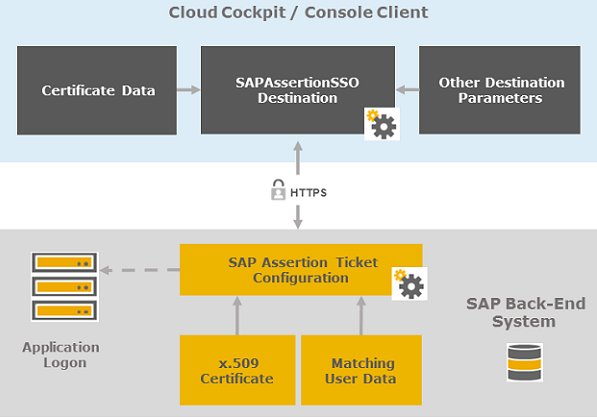 Cloud Cockpit / Console Client
Certificate Data
SAPAssertionSSO
Destination
Other Destination
Parameters
HTTPS
SAP Assertion Ticket
Configuration
SAP Back-End
System
Application
Logon
x.509
Certificate
Matching
User Data